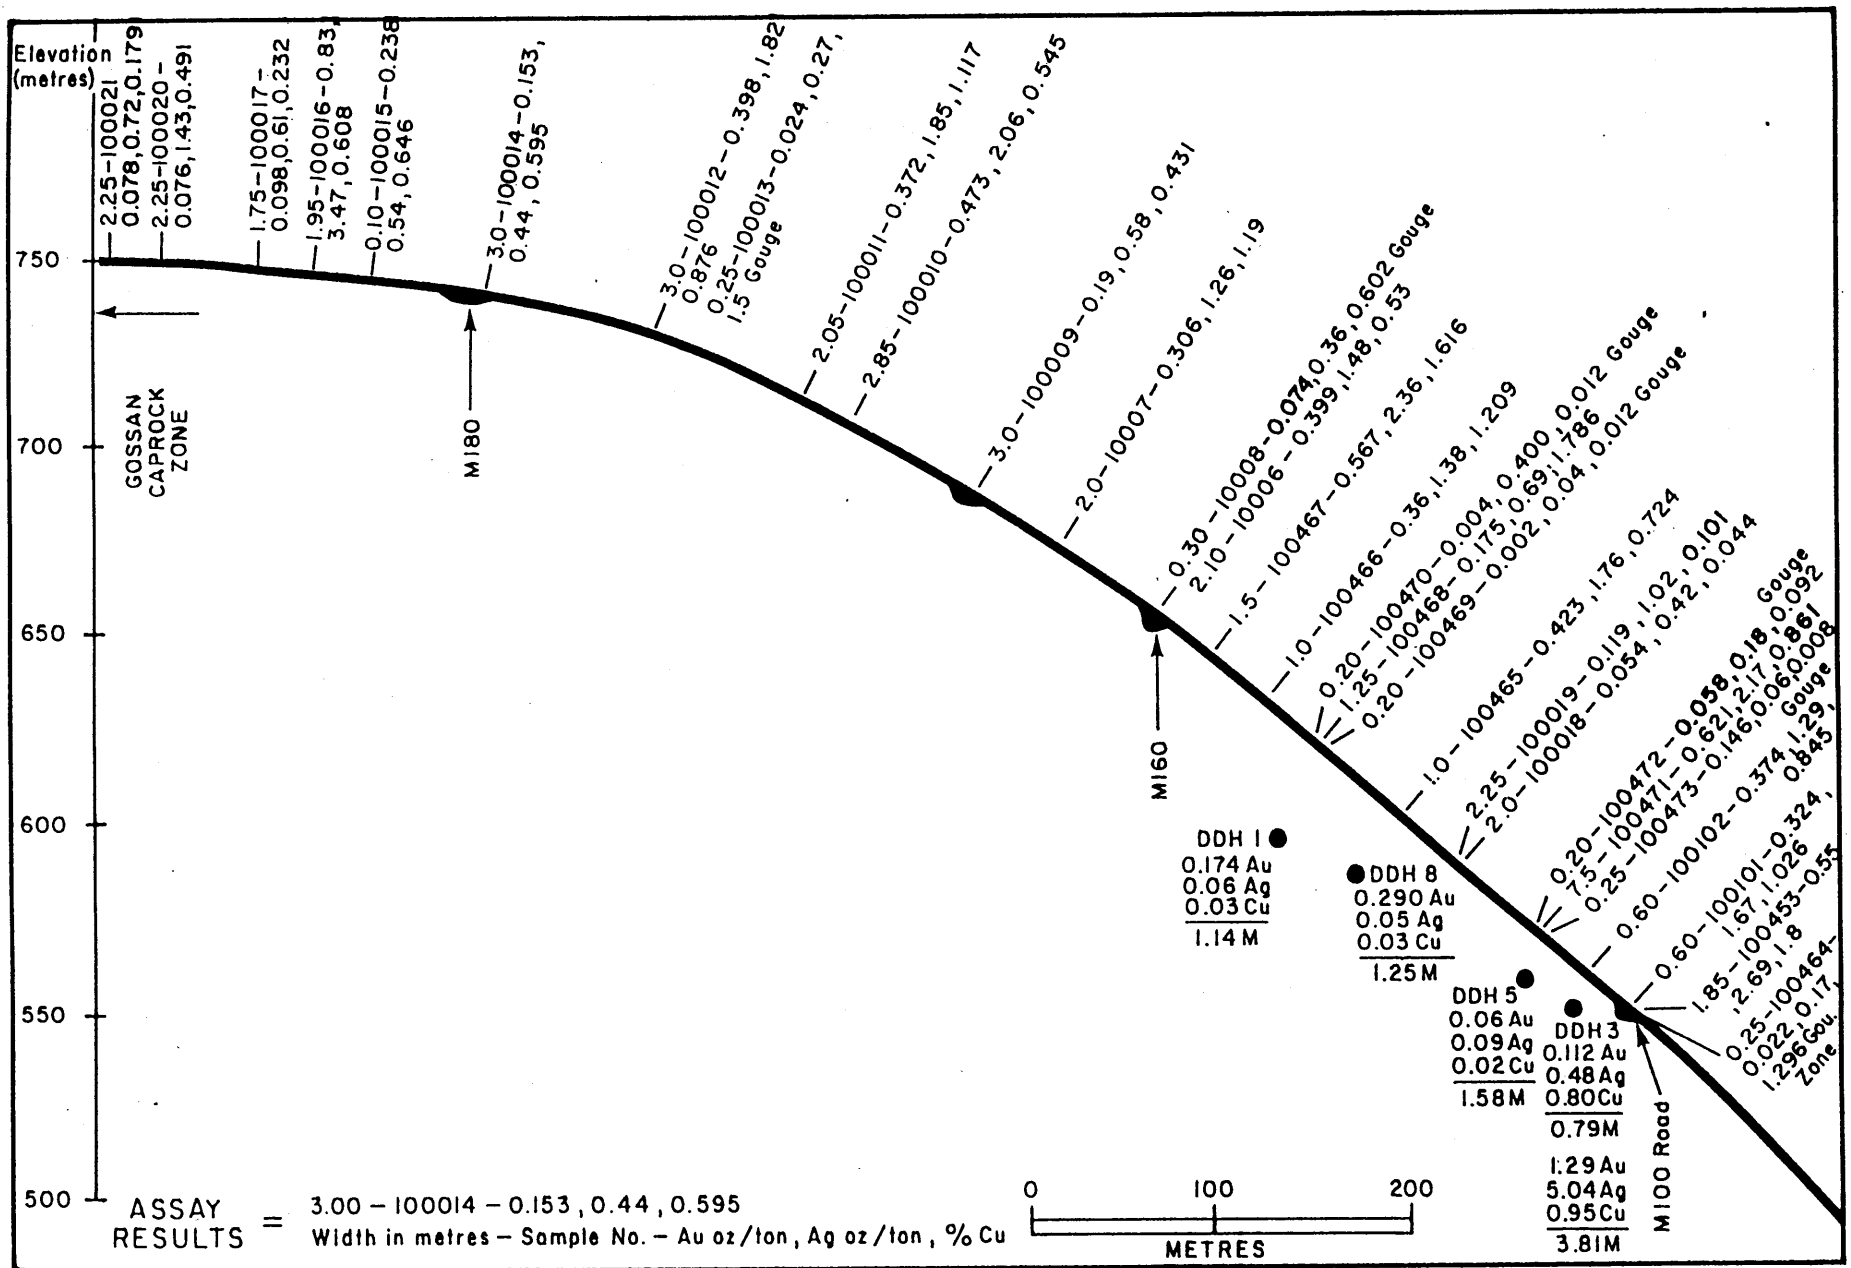 Elevation
(metres)
2.25-100021
0.078,0.72,0.179
2.25-100020-
0.076,1.43,0.491
1.75-100017-
0.098,0.61,0.232
1.95-100016-0.83,
3.47,0.608
0.10-10015-0.238
0.54,0.646
3.0-100014-0.153,
0.44,0.595
3.0-100012-0.398,1.82
0.876
0.25-100013-0.024,0.27,
1.5 Gouge
2.05-100011-0.372,1.85,1.117
2.85-100010-0.473,2.06,0.545
3.0-100009-0.19,0.58,0.431
2.0-10007-0.306,1.26,1.19
0.30-10008-0.074,0.36,0.602 Gouge
2.10-10006-0.399,1.48,0.53
1.5-100467-0.567,2.36,1.616
1.0-100466-0.36,1.38,1.209
0.20-100470-0.004,0.400,0.012 Gouge
1.25-100468-0.175,0.69,1.786
0.20-100469-0.002,0.04,0.012 Gouge
1.0-100465-0.423,1.76,0.724
2.25-100019-0.119,1.02,0.101
2.0-100018-0.054,0.42,0.044
Gouge
0.20-100472-0.058,0.18,0.092
7.5-100471-0.621,2.17,0.861
Gouge
0.25-100473-0.146,0.06,0.008
0.60-100102-0.374,1.29,
0.845
0.60-100101-0.324,
1.67,1.026
1.85-100453-0.55
,2.69,1.8
0.25-100464-
0.022,0.17,
1.296 Gou.
Zone
750
700
650
600
550
500
GOSSAN
CAPROCK
ZONE
M180
M160
M100 Road
DDH 1
0.174 Au
0.06 Ag
0.03 Cu
1.14 M
DDH 8
0.290 Au
0.05 Ag
0.03 Cu
1.25 M
DDH 5
0.06 Au
0.09 Ag
0.02 Cu
1.58 M
DDH 3
0.112 Au
0.48 Ag
0.80 Cu
0.79 M
1.29 Au
5.04 Ag
0.95 Cu
3.81 M
ASSAY
RESULTS =
3.00-100014-0.153, 0.44, 0.595
Width in metres - Sample No. - Au oz/ton, Ag oz/ton, % Cu
0 100 200
METRES